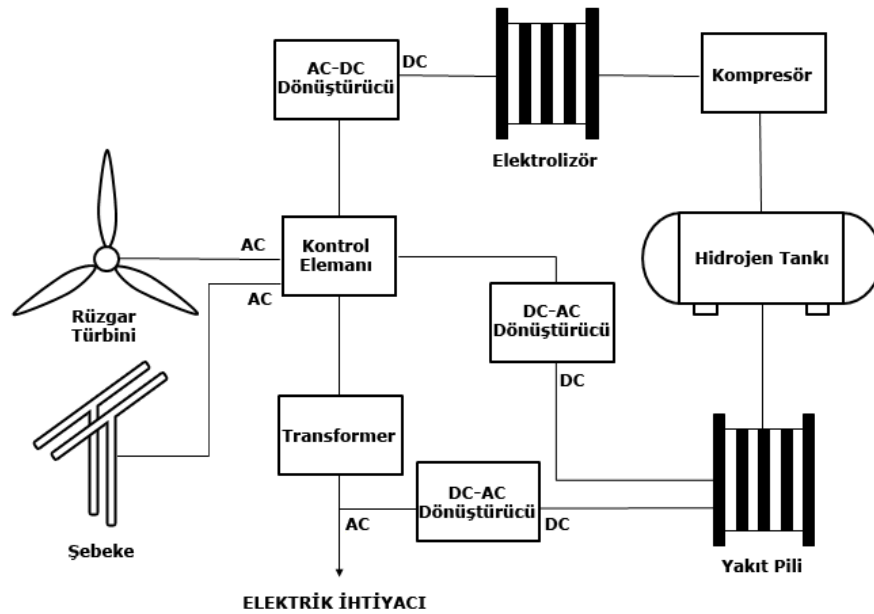 AC-DC
Dönüştürücü
DC
Elektrolizör
Kompresör
Rüzgar
Türbini
AC
AC
Kontrol
Elemanı
Hidrojen Tankı
DC-AC
Dönüştürücü
DC
Şebeke
Transformer
AC
DC-AC
Dönüştürücü
DC
Yakıt Pili
ELEKTRİK İHTİYACI